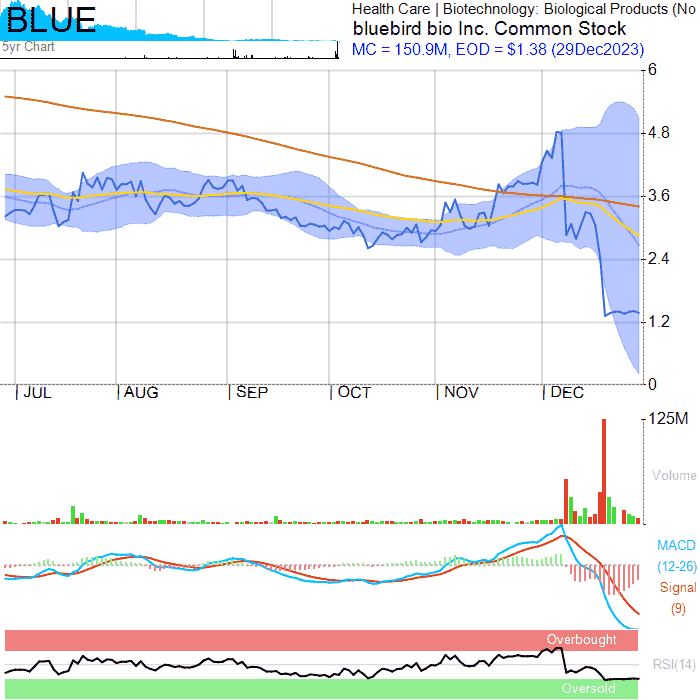 BLUE
5yr Chart
Health Care | Biotechnology: Biological Products (No
bluebird bio Inc. Common Stock
MC = 150.9M, EOD = $1.38 (29Dec2023)
6
4.8
3.6
2.4
1.2
0
JUL AUG SEP OCT NOV DEC
125M
Volume
MACD
(12-26)
Signal
(9)
Overbought
RSI(14)
Oversold